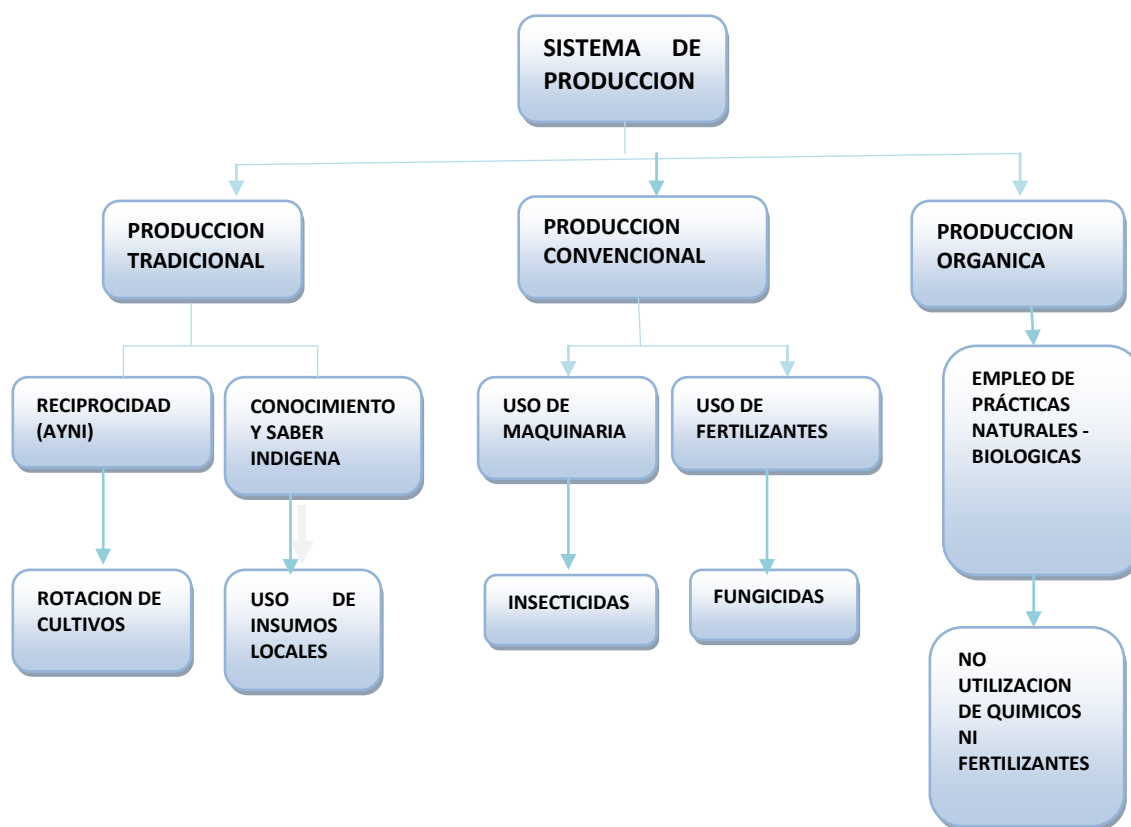 SISTEMA DE
PRODUCCION
PRODUCCION
TRADICIONAL
PRODUCCION
CONVENCIONAL
PRODUCCION
ORGANICA
RECIPROCIDAD
(AYNI)
CONOCIMIENTO
Y SABER
INDIGENA
USO DE
MAQUINARIA
USO DE
FERTILIZANTES
EMPLEO DE
PRÁCTICAS
NATURALES -
BIOLOGICAS
ROTACION DE
CULTIVOS
USO DE
INSUMOS
LOCALES
INSECTICIDAS
FUNGICIDAS
NO
UTILIZACION
DE QUIMICOS
NI
FERTILIZANTES